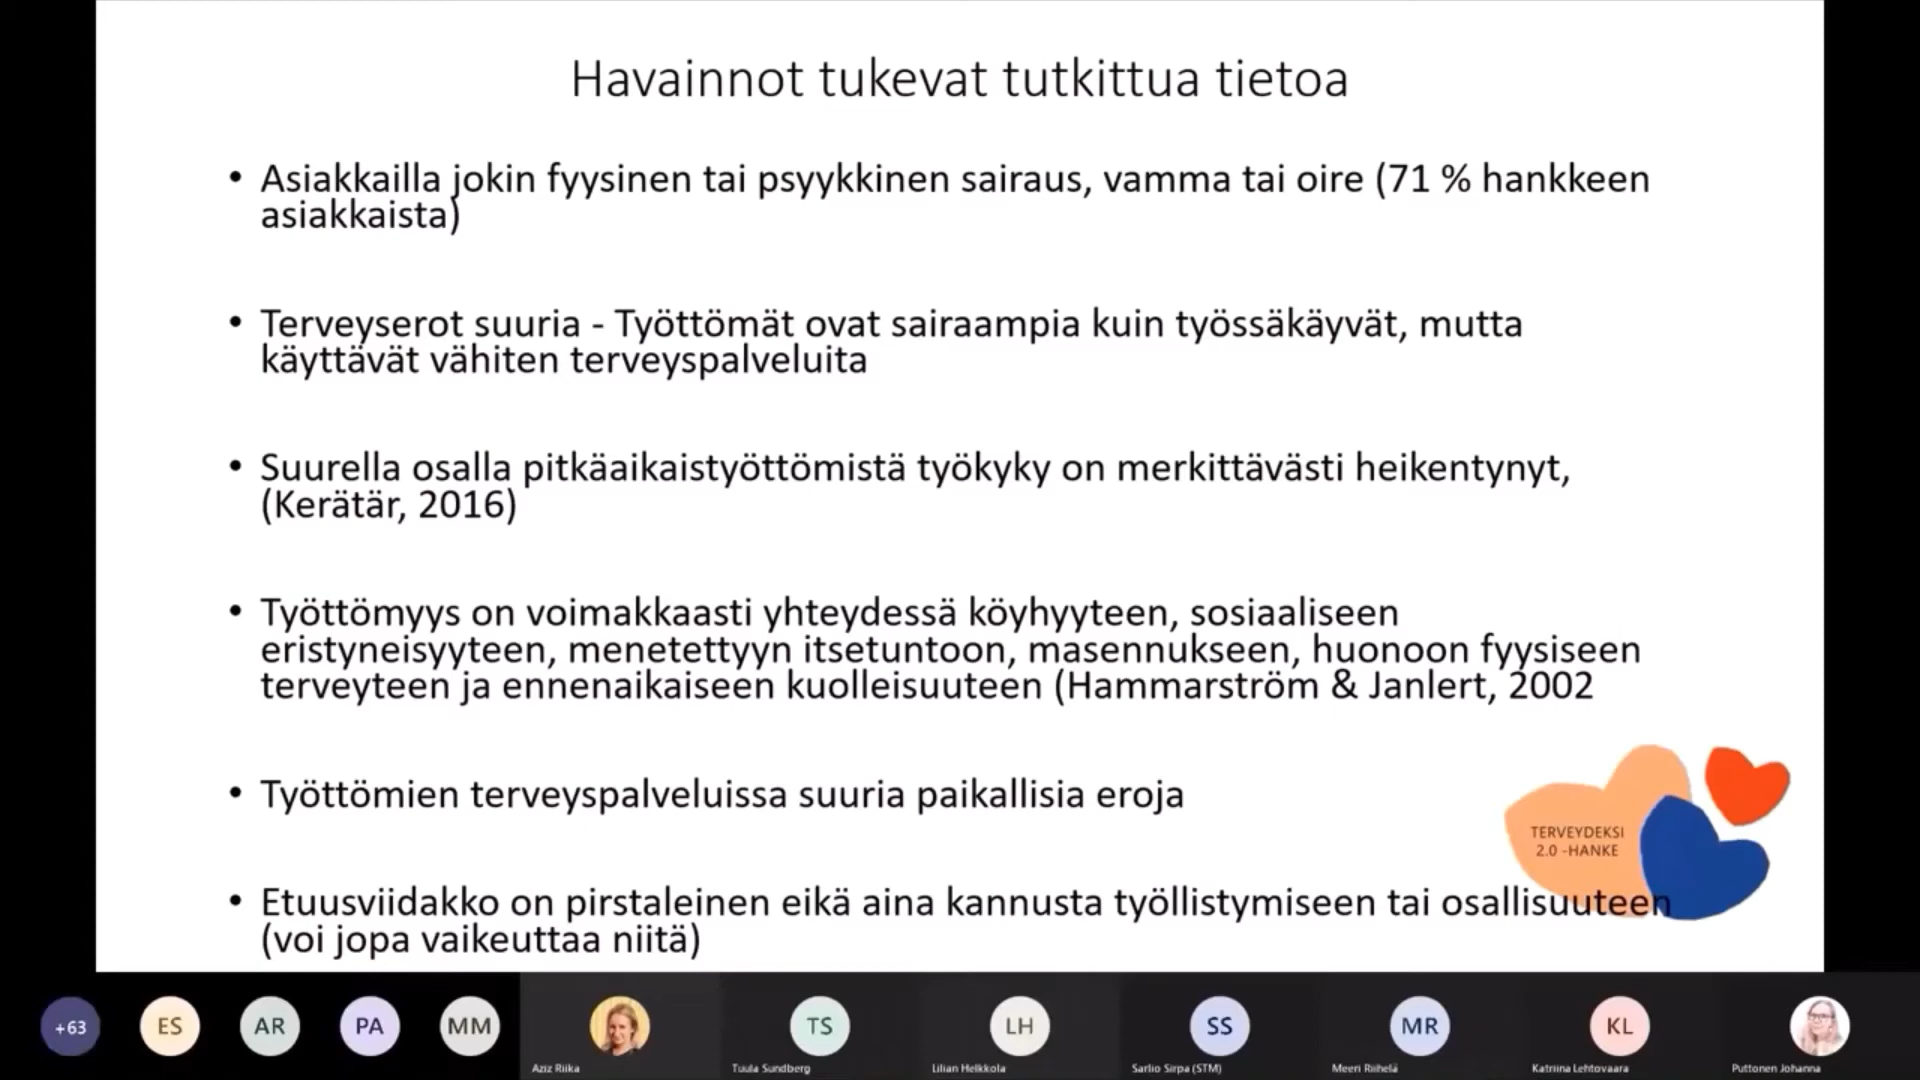 Havainnot tukevat tutkittua tietoa
• Asiakkailla jokin fyysinen tai psyykkinen sairaus, vamma tai oire (71 % hankkeen
asiakkaista)
• Terveyserot suuria - Työttömät ovat sairaampia kuin työssäkäyvät, mutta
käyttävät vähiten terveyspalveluita
• Suurella osalla pitkäaikaistyöttömistä työkyky on merkittävästi heikentynyt,
(Kerätär, 2016)
• Työttömyys on voimakkaasti yhteydessä köyhyyteen, sosiaaliseen
eristyneisyyteen, menetettyyn itsetuntoon, masennukseen, huonoon fyysiseen
terveyteen ja ennenaikaiseen kuolleisuuteen (Hammarström & Janlert, 2002
• Työttömien terveyspalveluissa suuria paikallisia eroja
TERVEYDEKSI
2.0 -HANKE
• Etuusviidakko on pirstaleinen eikä aina kannusta työllistymiseen tai osallisuuteen
(voi jopa vaikeuttaa niitä)
+63 ES AR PA MM TS LH SS MR KL
Aziz Riika Tuula Sundberg Lilian Helkkola Sarlio Sirpa (STM) Meeri Riihelä Katriina Lehtovaara Puttonen Johanna